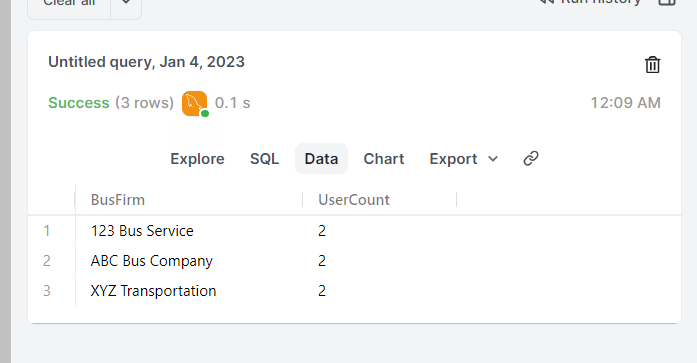 Clear all
Run history
Untitled query, Jan 4, 2023
Success (3 rows) 0.1 s 12:09 AM
Explore SQL Data Chart Export
BusFirm UserCount
1 123 Bus Service 2
2 ABC Bus Company 2
3 XYZ Transportation 2